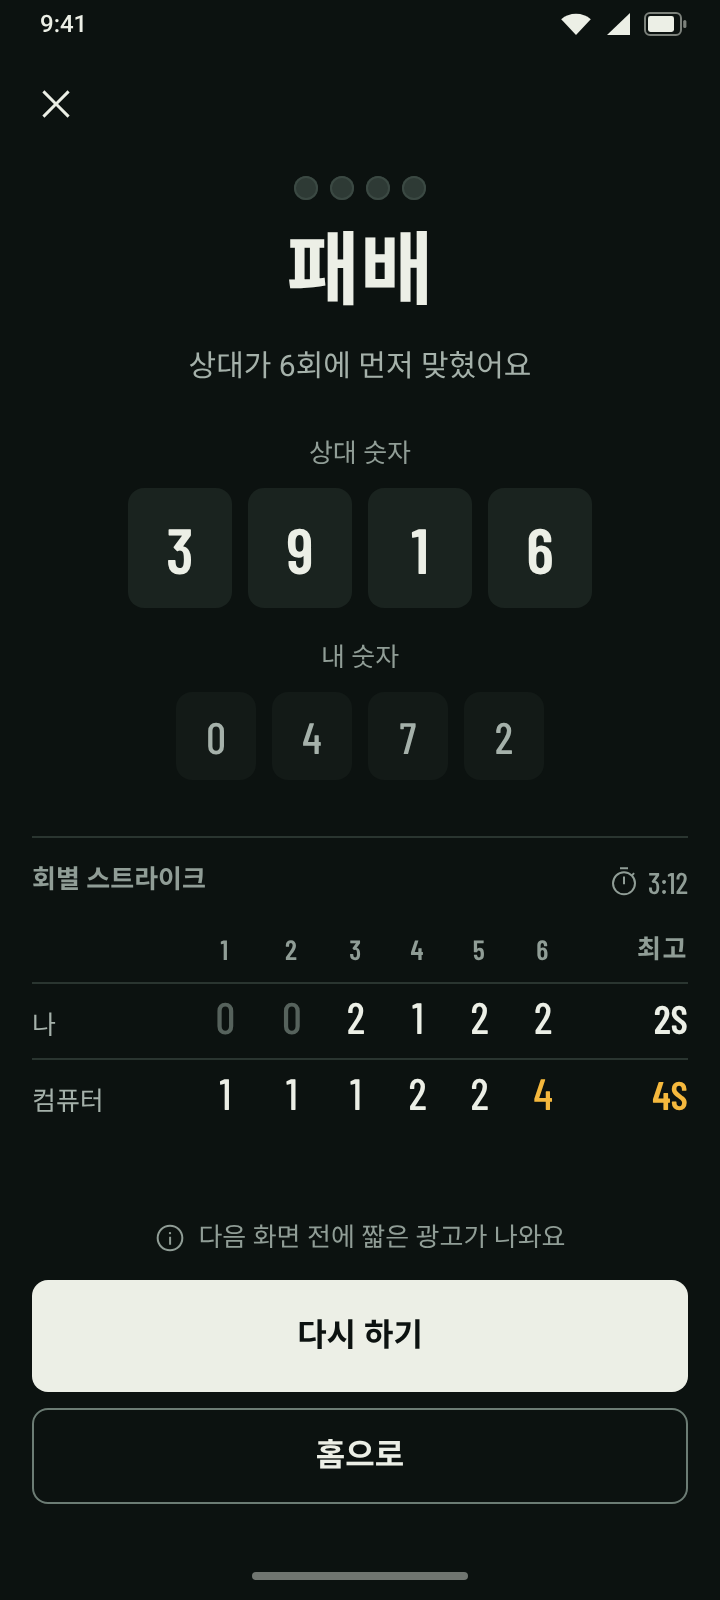 9:41
패배
상대가 6회에 먼저 맞혔어요
상대 숫자
3 9 1 6
내 숫자
0 4 7 2
회별 스트라이크 3:12
1 2 3 4 5 6 최고
나 0 0 2 1 2 2 2S
컴퓨터 1 1 1 2 2 4 4S
다음 화면 전에 짧은 광고가 나와요
다시 하기
홈으로